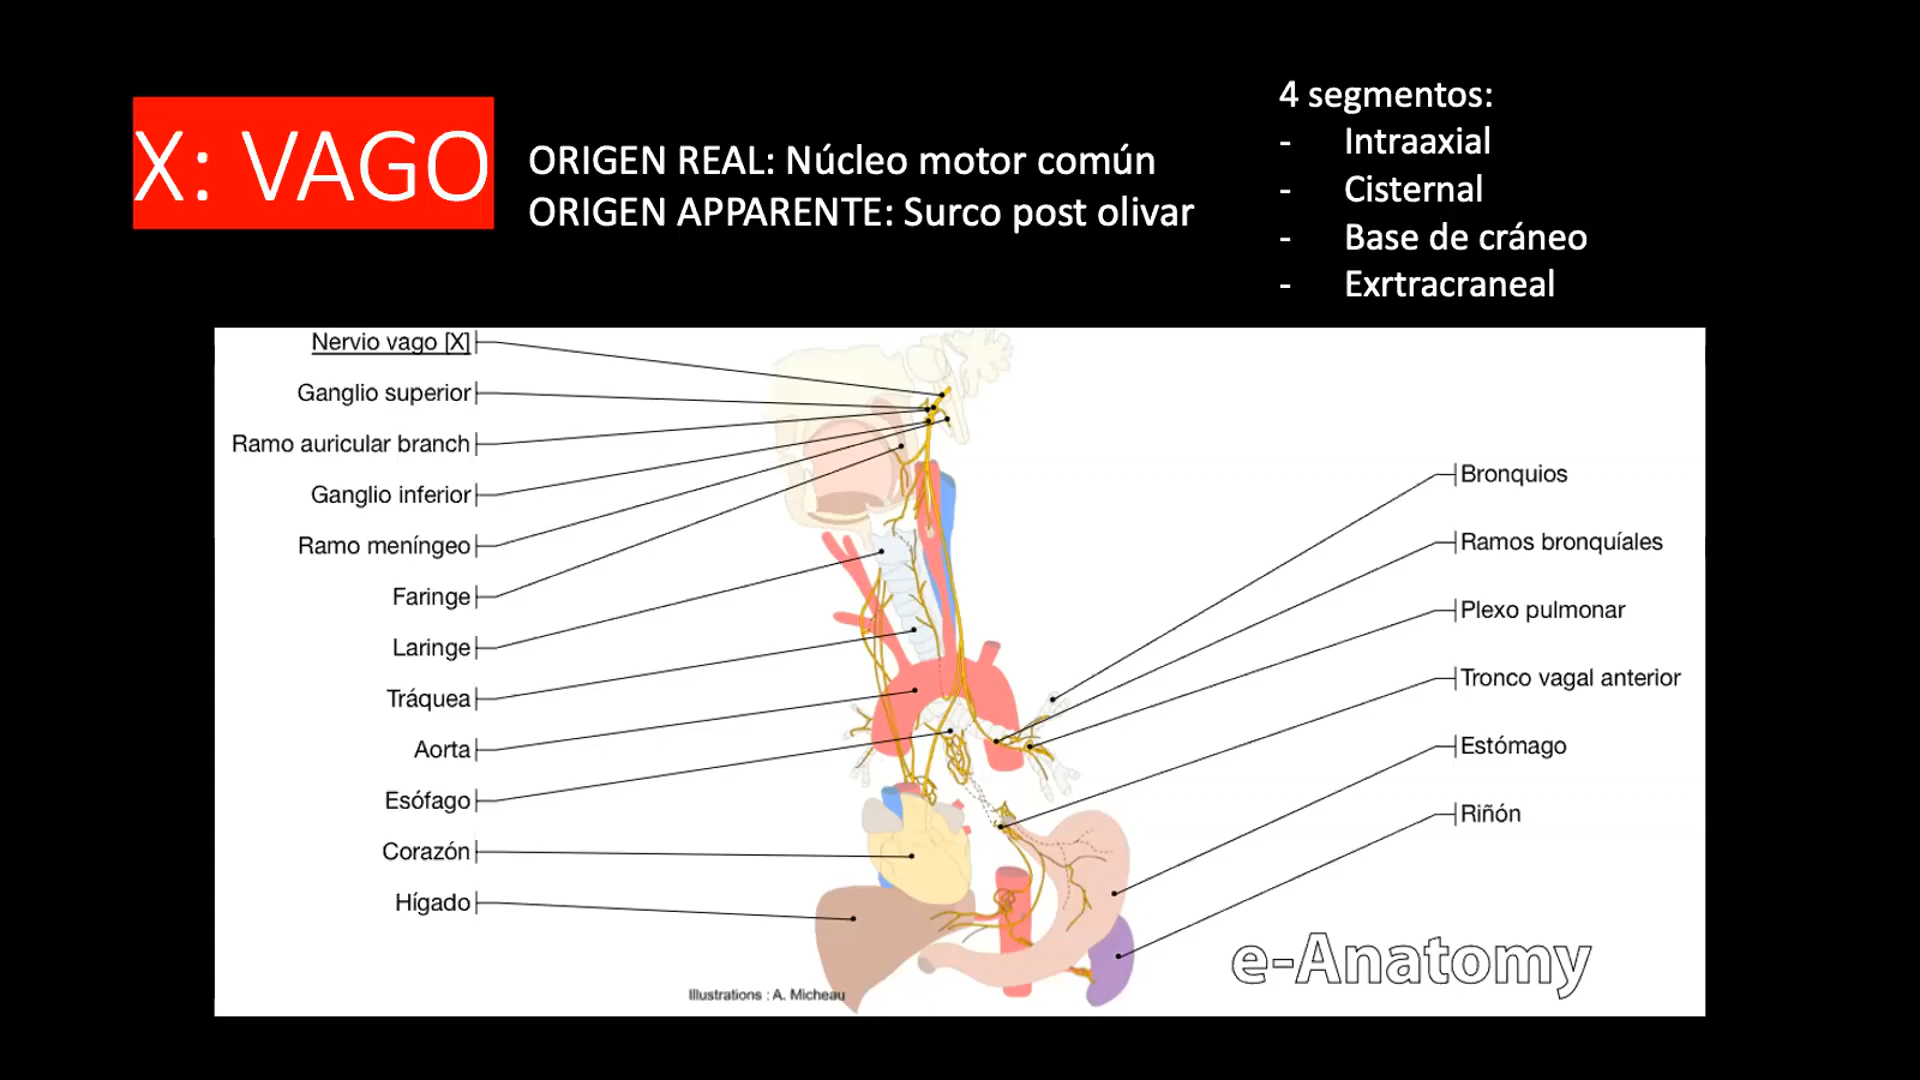 X: VAGO
ORIGEN REAL: Núcleo motor común
ORIGEN APPARENTE: Surco post olivar
4 segmentos:
- Intraaxial
- Cisternal
- Base de cráneo
- Exrtracraneal
Nervio vago [X]
Ganglio superior
Ramo auricular branch
Ganglio inferior
Ramo meníngeo
Faringe
Laringe
Tráquea
Aorta
Esófago
Corazón
Hígado
Bronquios
Ramos bronquíales
Plexo pulmonar
Tronco vagal anterior
Estómago
Riñón
e-Anatomy
Illustrations : A. Micheau